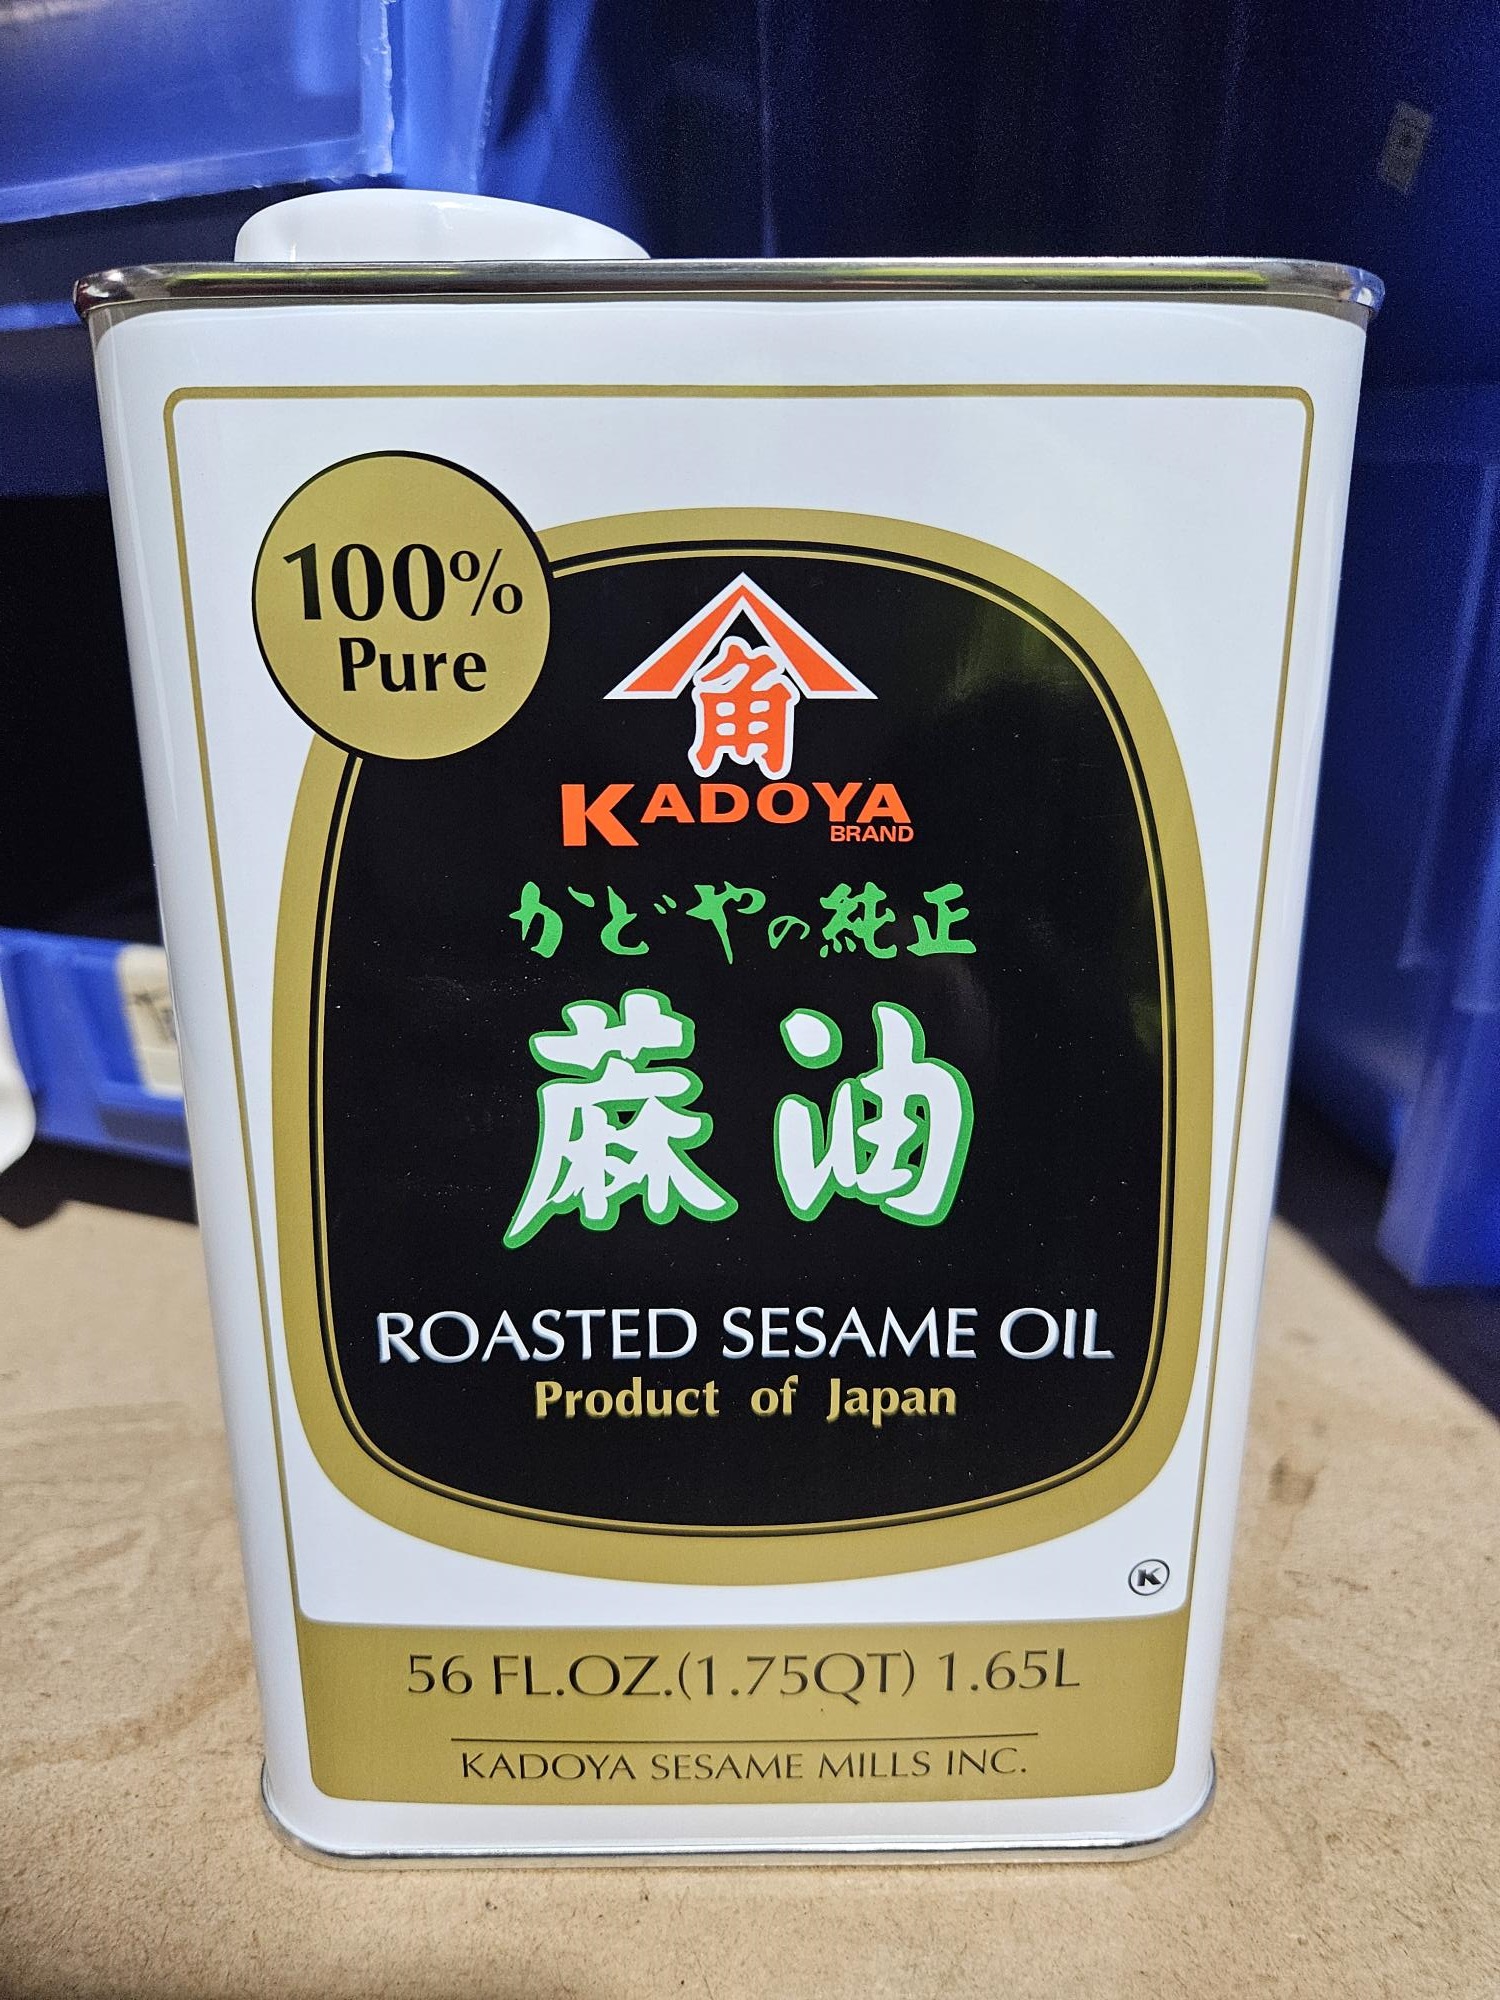 100%
Pure
角
KADOYA
BRAND
かどやの純正
蔴油
ROASTED SESAME OIL
Product of Japan
K
56 FL.OZ.(1.75QT) 1.65L
KADOYA SESAME MILLS INC.